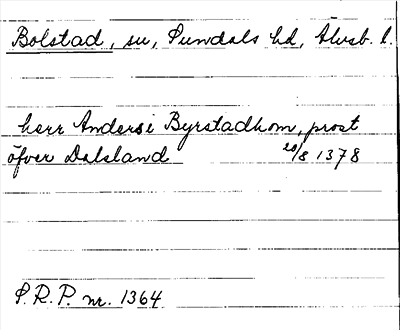 Bolstad, sn, Sundals hd, Älvsb. l.
herr Andersi Byrstadhom, prost
öfver Dalsland 20/8 1378
P.R.P. nr. 1364